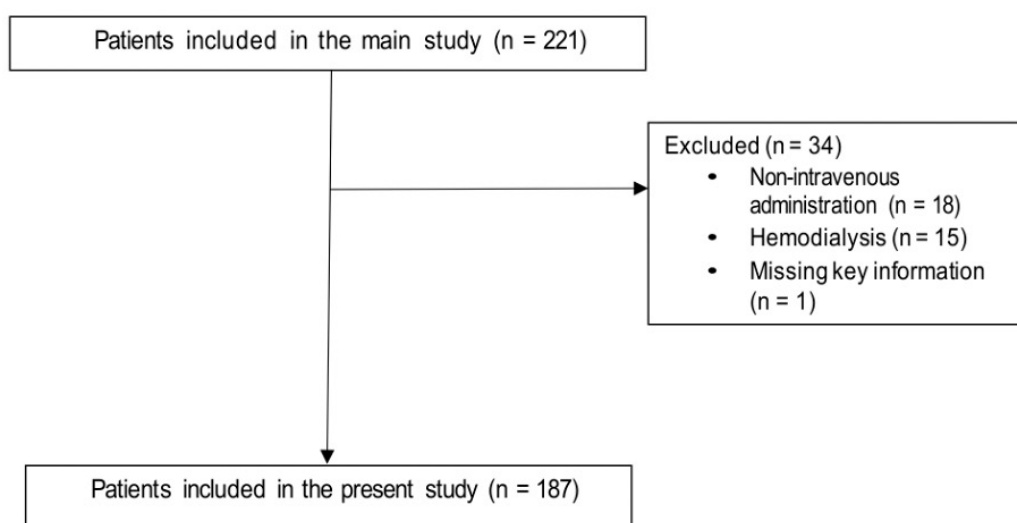 Patients included in the main study (n = 221)
Excluded (n = 34)
• Non-intravenous
administration (n = 18)
• Hemodialysis (n = 15)
• Missing key information
(n = 1)
Patients included in the present study (n = 187)